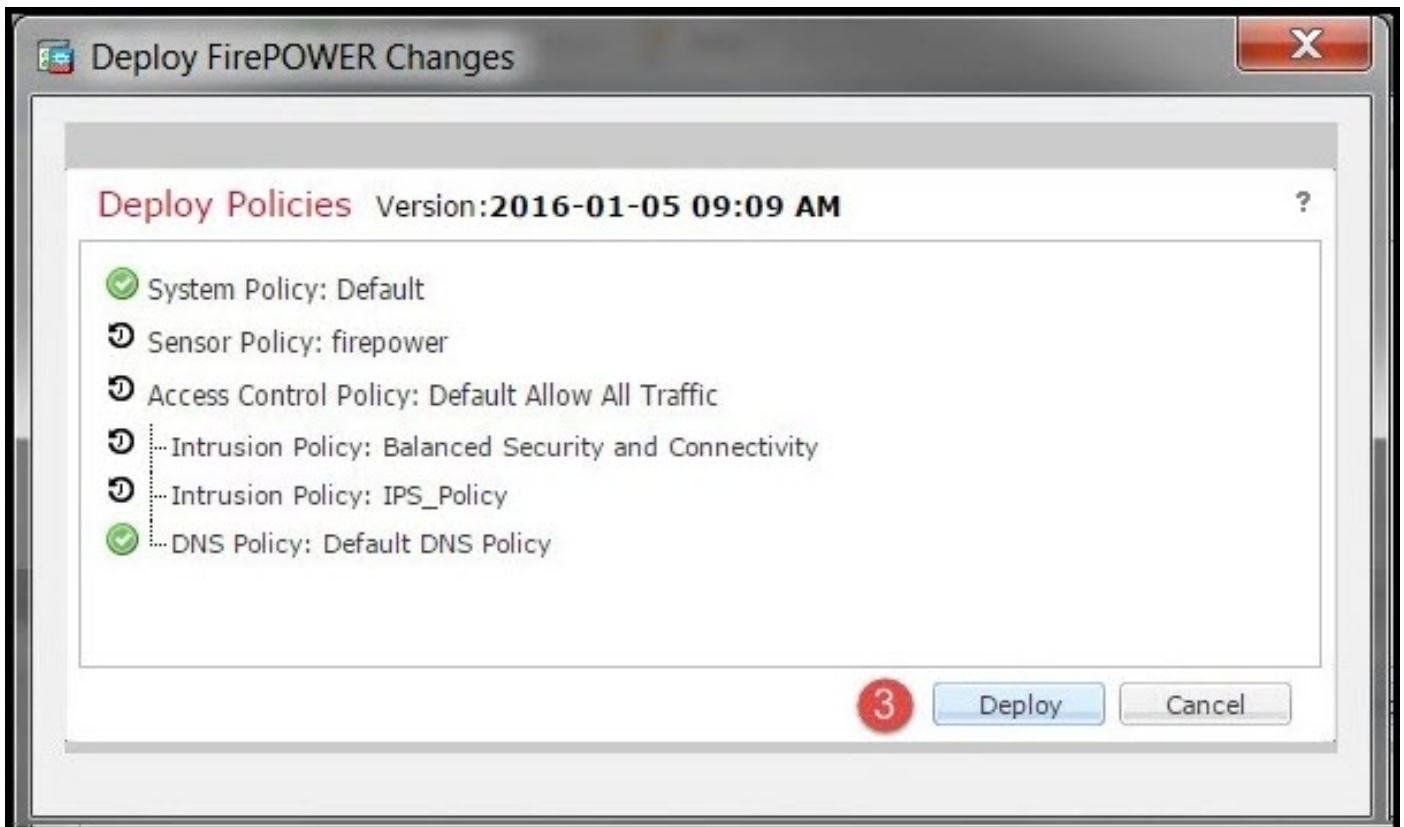 Deploy FirePOWER Changes
X
Deploy Policies Version:2016-01-05 09:09 AM ?
System Policy: Default
Sensor Policy: firepower
Access Control Policy: Default Allow All Traffic
Intrusion Policy: Balanced Security and Connectivity
Intrusion Policy: IPS_Policy
DNS Policy: Default DNS Policy
3 Deploy Cancel